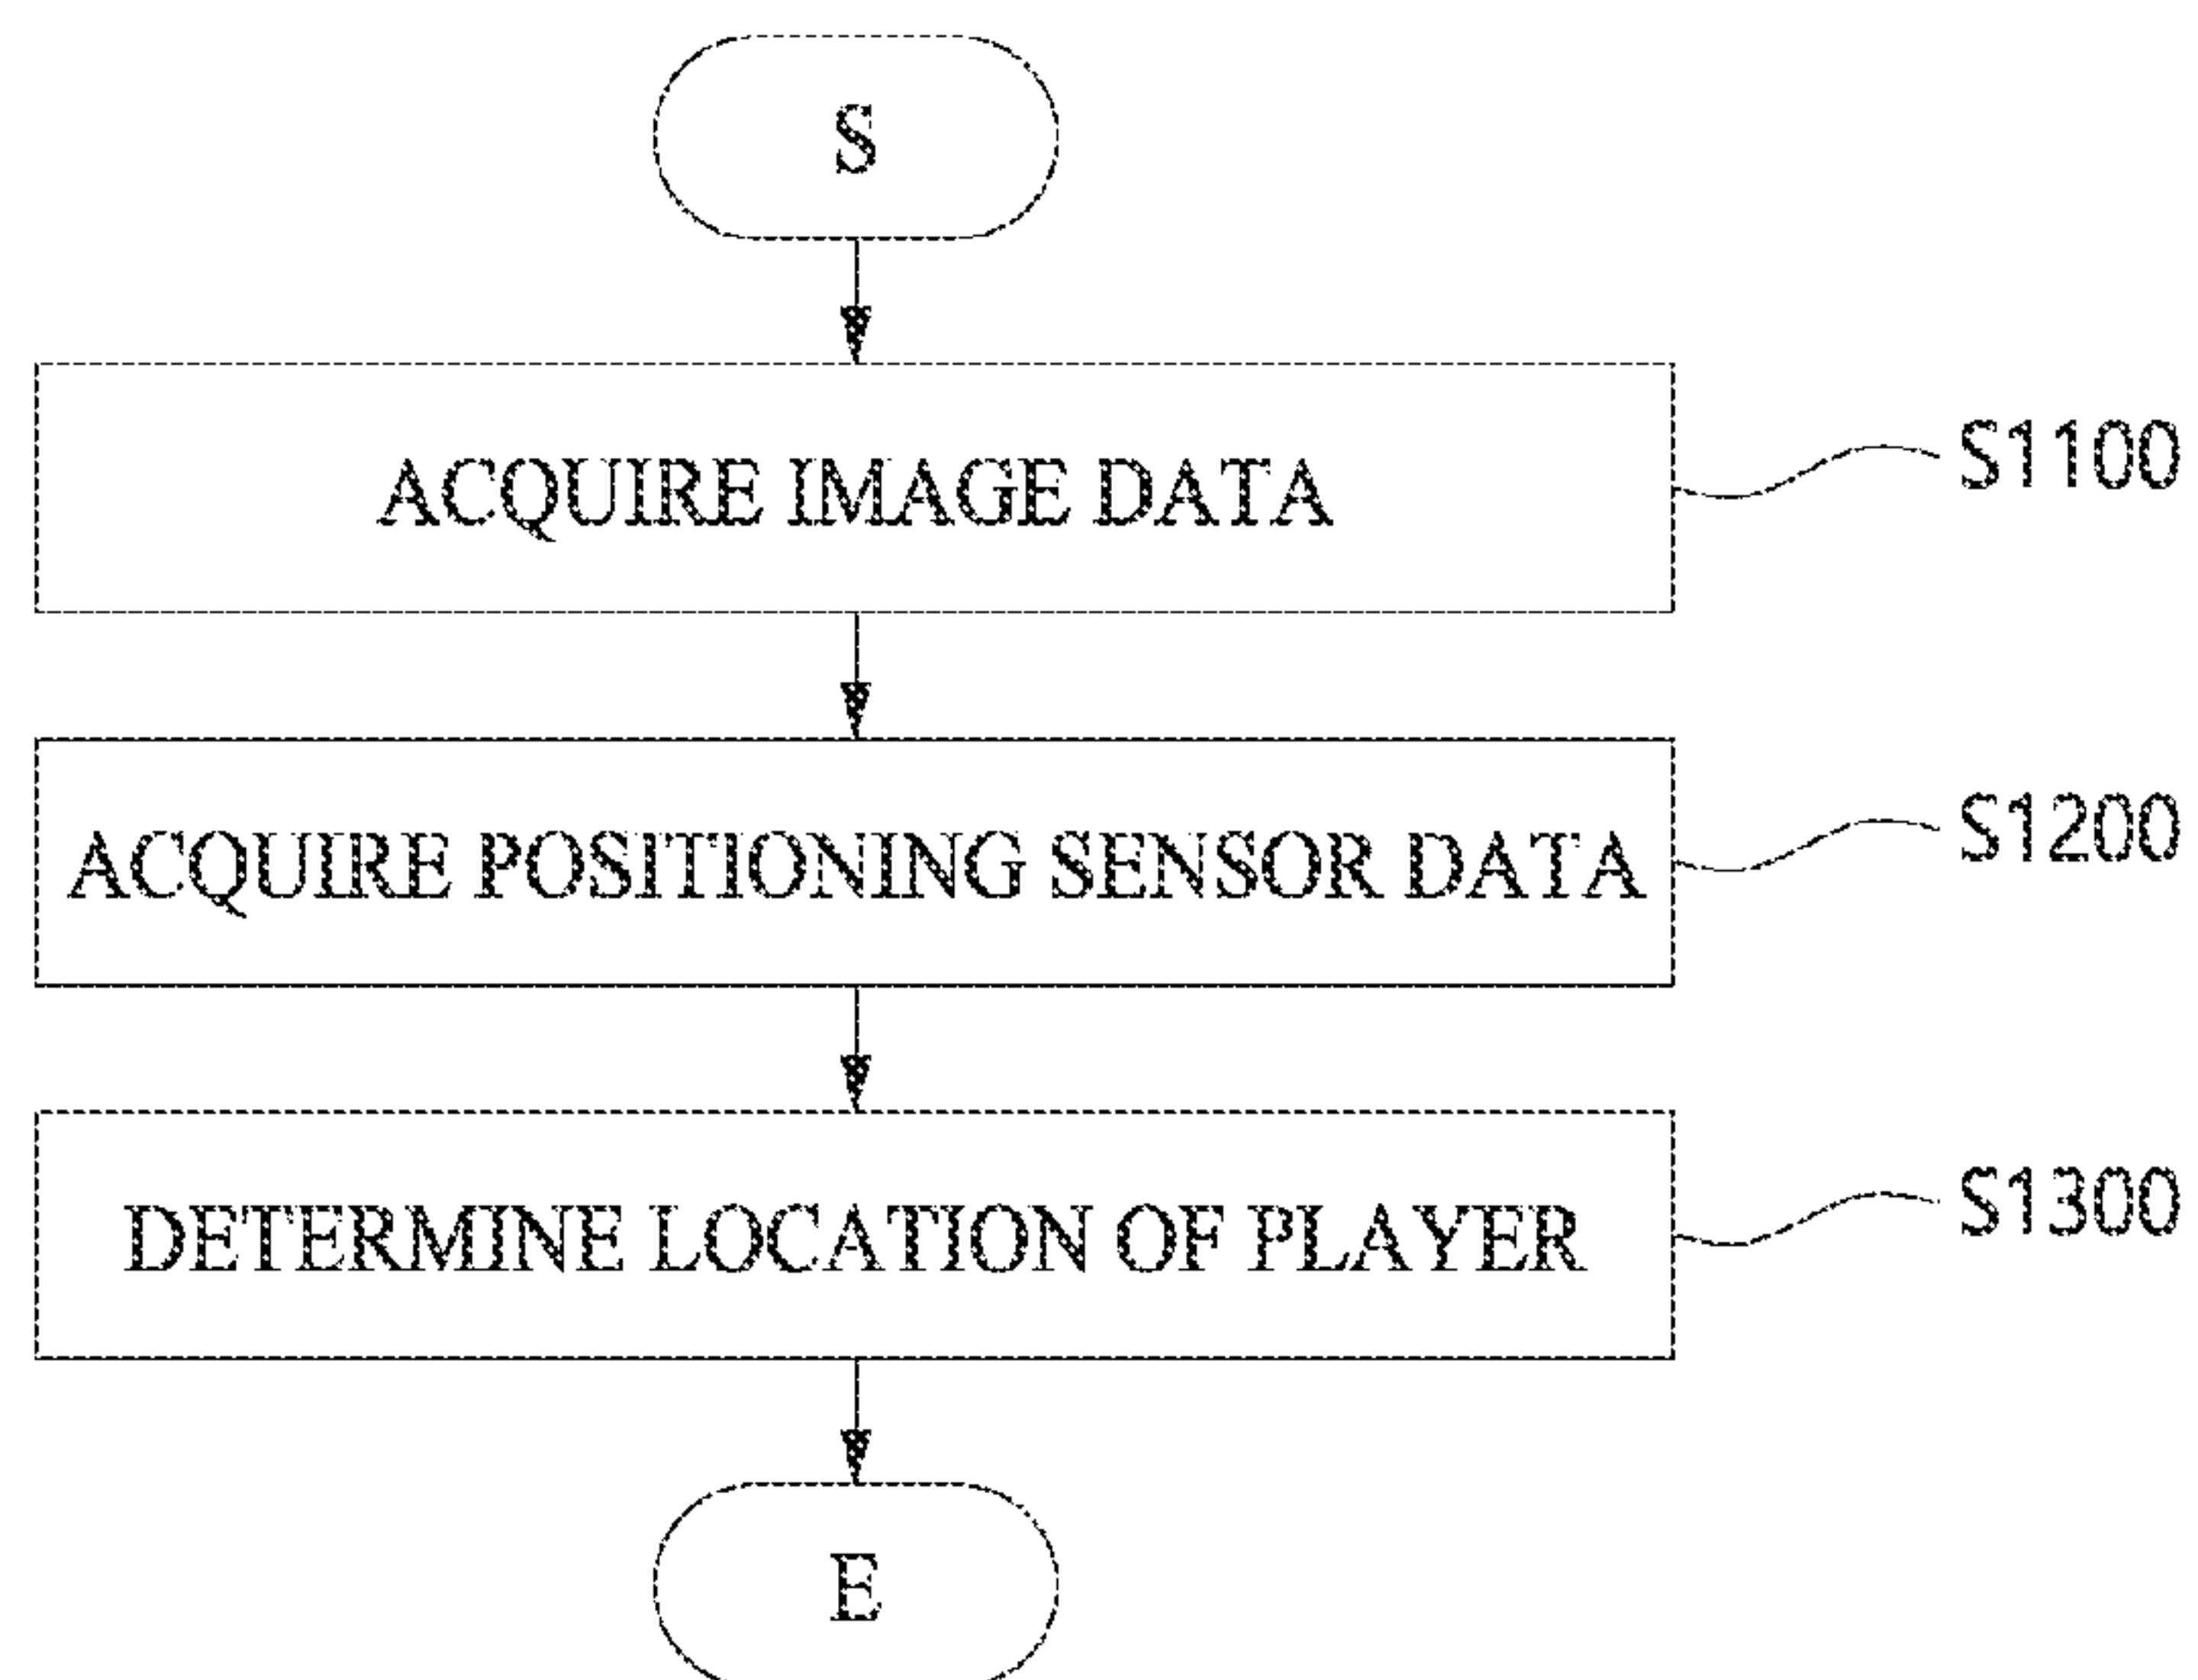 S
ACQUIRE IMAGE DATA
S1100
ACQUIRE POSITIONING SENSOR DATA
S1200
DETERMINE LOCATION OF PLAYER
S1300
E